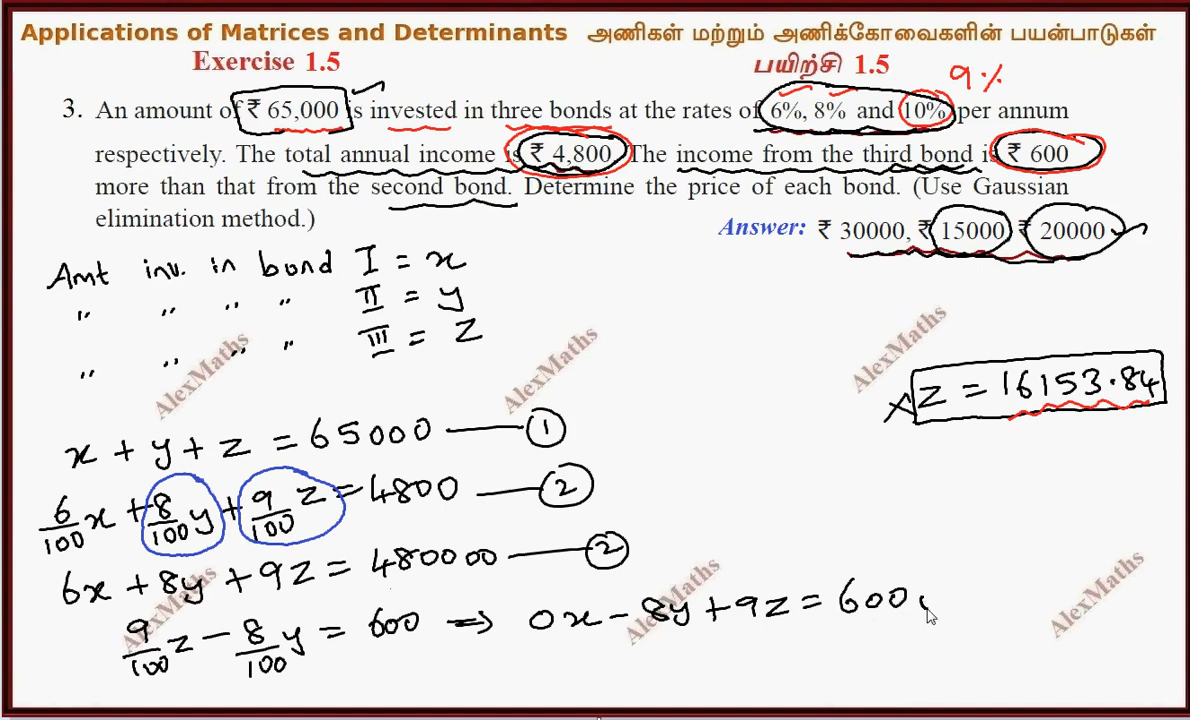 Applications of Matrices and Determinants அணிகள் மற்றும் அணிக்கோவைகளின் பயன்பாடுகள்
Exercise 1.5 பயிற்சி 1.5
9%
3. An amount of ₹ 65,000 is invested in three bonds at the rates of 6%, 8% and 10% per annum
respectively. The total annual income is ₹ 4,800. The income from the third bond is ₹ 600
more than that from the second bond. Determine the price of each bond. (Use Gaussian
elimination method.)
Answer: ₹ 30000, ₹ 15000 ₹ 20000
Amt inv. in bond I = x
" " " " II = y
" " " " III = z
AlexMaths AlexMaths AlexMaths
z = 16153.84
x + y + z = 65000 — 1
6/100 x + 8/100 y + 9/100 z = 4800 — 2
6x + 8y + 9z = 480000 — 2
AlexMaths AlexMaths AlexMaths
9/100 z - 8/100 y = 600 ⇒ 0x - 8y + 9z = 600